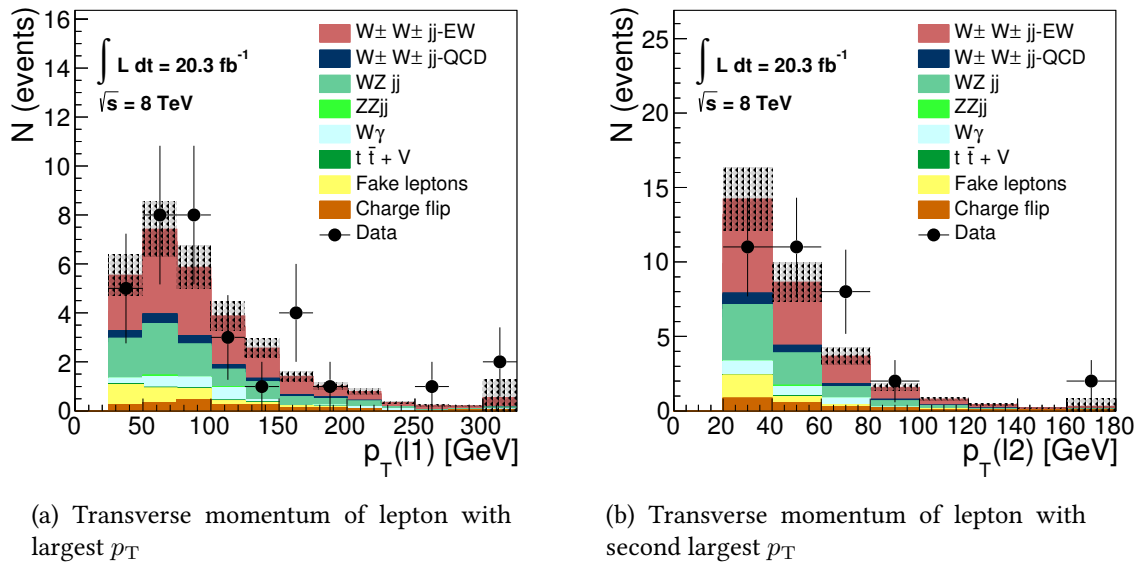 N (events)
16
14
12
10
8
6
4
2
0
∫ L dt = 20.3 fb⁻¹
√s = 8 TeV
W± W± jj-EW
W± W± jj-QCD
WZ jj
ZZjj
Wγ
t t̄ + V
Fake leptons
Charge flip
Data
0 50 100 150 200 250 300
p_T(l1) [GeV]
(a) Transverse momentum of lepton with
largest p_T
N (events)
25
20
15
10
5
0
∫ L dt = 20.3 fb⁻¹
√s = 8 TeV
W± W± jj-EW
W± W± jj-QCD
WZ jj
ZZjj
Wγ
t t̄ + V
Fake leptons
Charge flip
Data
0 20 40 60 80 100 120 140 160 180
p_T(l2) [GeV]
(b) Transverse momentum of lepton with
second largest p_T